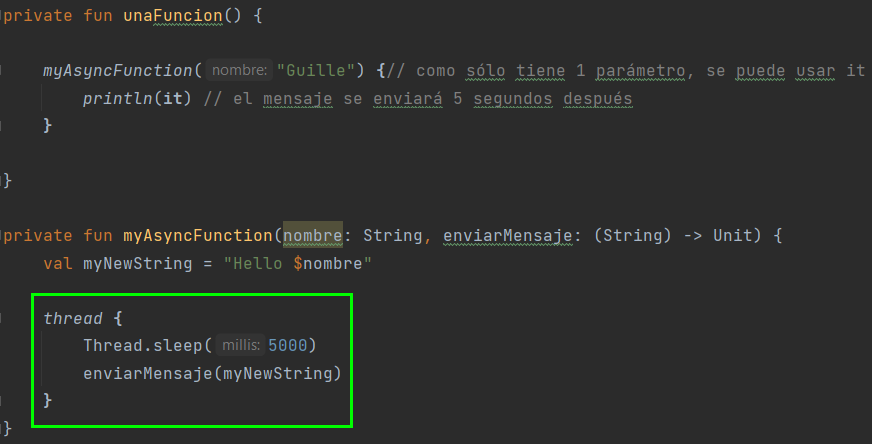 private fun unaFuncion() {
myAsyncFunction( nombre: "Guille") {// como sólo tiene 1 parámetro, se puede usar it
println(it) // el mensaje se enviará 5 segundos después
}
}
private fun myAsyncFunction(nombre: String, enviarMensaje: (String) -> Unit) {
val myNewString = "Hello $nombre"
thread {
Thread.sleep( millis: 5000)
enviarMensaje(myNewString)
}
}